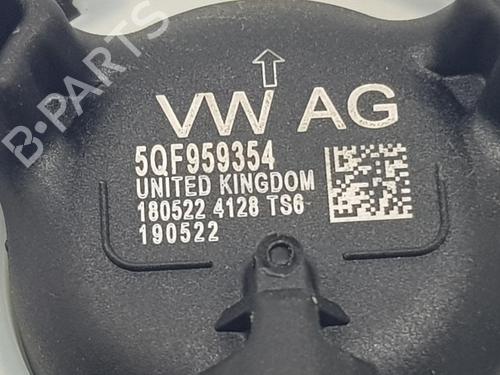 B-PARTS
VW AG
5QF959354
UNITED KINGDOM
180522 4128 TS6
190522